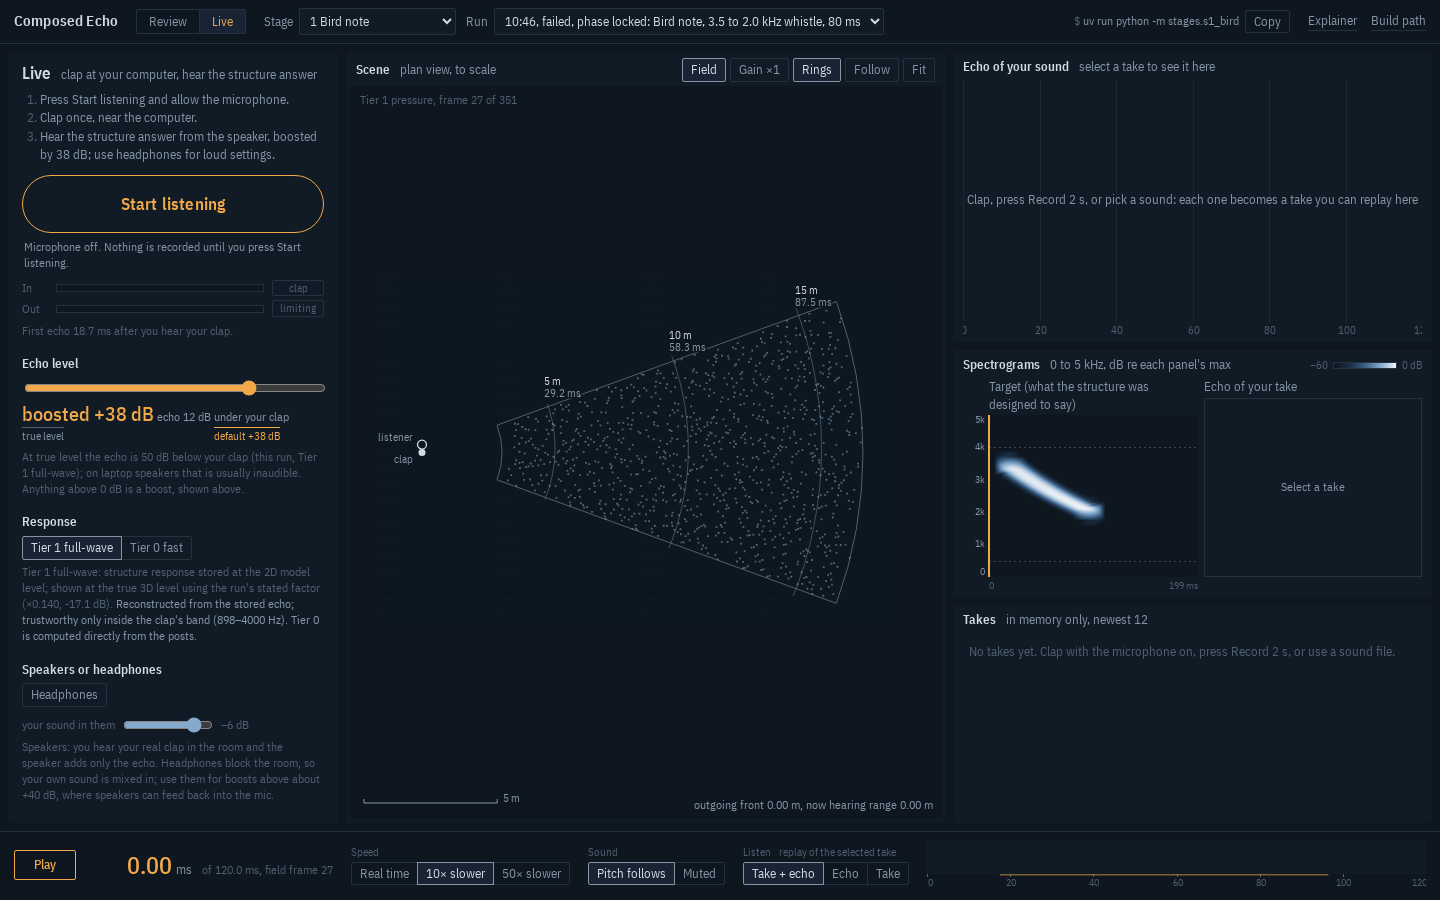 Composed Echo Review Live Stage 1 Bird note Run 10:46, failed, phase locked: Bird note, 3.5 to 2.0 kHz whistle, 80 ms $ uv run python -m stages.s1_bird Copy Explainer Build path
Live clap at your computer, hear the structure answer
1. Press Start listening and allow the microphone.
2. Clap once, near the computer.
3. Hear the structure answer from the speaker, boosted
by 38 dB; use headphones for loud settings.
Start listening
Microphone off. Nothing is recorded until you press Start
listening.
In clap
Out limiting
First echo 18.7 ms after you hear your clap.
Echo level
boosted +38 dB echo 12 dB under your clap
true level default +38 dB
At true level the echo is 50 dB below your clap (this run, Tier
1 full-wave); on laptop speakers that is usually inaudible.
Anything above 0 dB is a boost, shown above.
Response
Tier 1 full-wave Tier 0 fast
Tier 1 full-wave: structure response stored at the 2D model
level; shown at the true 3D level using the run's stated factor
(×0.140, -17.1 dB). Reconstructed from the stored echo;
trustworthy only inside the clap's band (898–4000 Hz). Tier 0
is computed directly from the posts.
Speakers or headphones
Headphones
your sound in them −6 dB
Speakers: you hear your real clap in the room and the
speaker adds only the echo. Headphones block the room, so
your own sound is mixed in; use them for boosts above about
+40 dB, where speakers can feed back into the mic.
Scene plan view, to scale Field Gain ×1 Rings Follow Fit
Tier 1 pressure, frame 27 of 351
15 m
87.5 ms
10 m
58.3 ms
5 m
29.2 ms
listener
clap
5 m
outgoing front 0.00 m, now hearing range 0.00 m
Echo of your sound select a take to see it here
Clap, press Record 2 s, or pick a sound: each one becomes a take you can replay here
20 40 60 80 100
Spectrograms 0 to 5 kHz, dB re each panel's max −60 0 dB
Target (what the structure was
designed to say)
Echo of your take
5k
4k
3k
2k
1k
0
0 199 ms
Select a take
Takes in memory only, newest 12
No takes yet. Clap with the microphone on, press Record 2 s, or use a sound file.
Play
0.00 ms of 120.0 ms, field frame 27
Speed
Real time 10× slower 50× slower
Sound
Pitch follows Muted
Listen replay of the selected take
Take + echo Echo Take
0 20 40 60 80 100